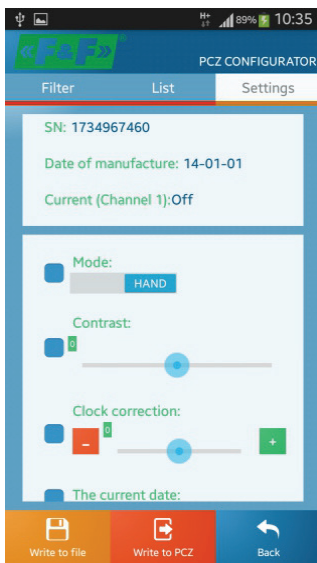 H+ 89% 10:35
«F&F»®
PCZ CONFIGURATOR
Filter List Settings
SN: 1734967460
Date of manufacture: 14-01-01
Current (Channel 1):Off
Mode:
HAND
Contrast:
0
Clock correction:
0
- +
The current date:
Write to file Write to PCZ Back